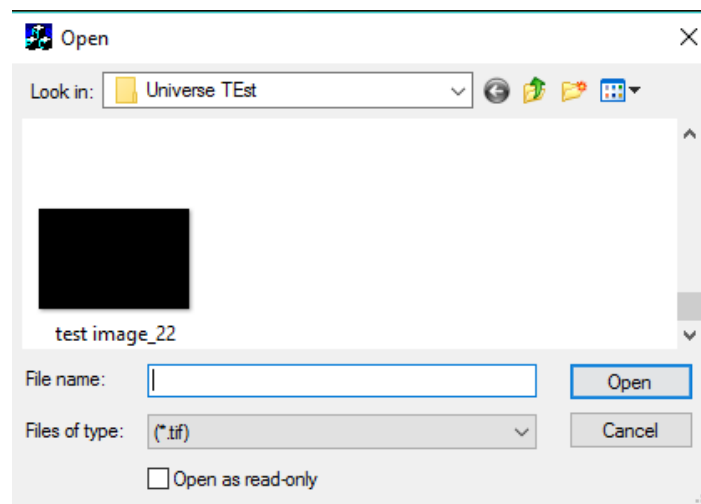 Open
Look in: Universe TEst
test image_22
File name:
Open
Files of type: (*.tif)
Cancel
Open as read-only